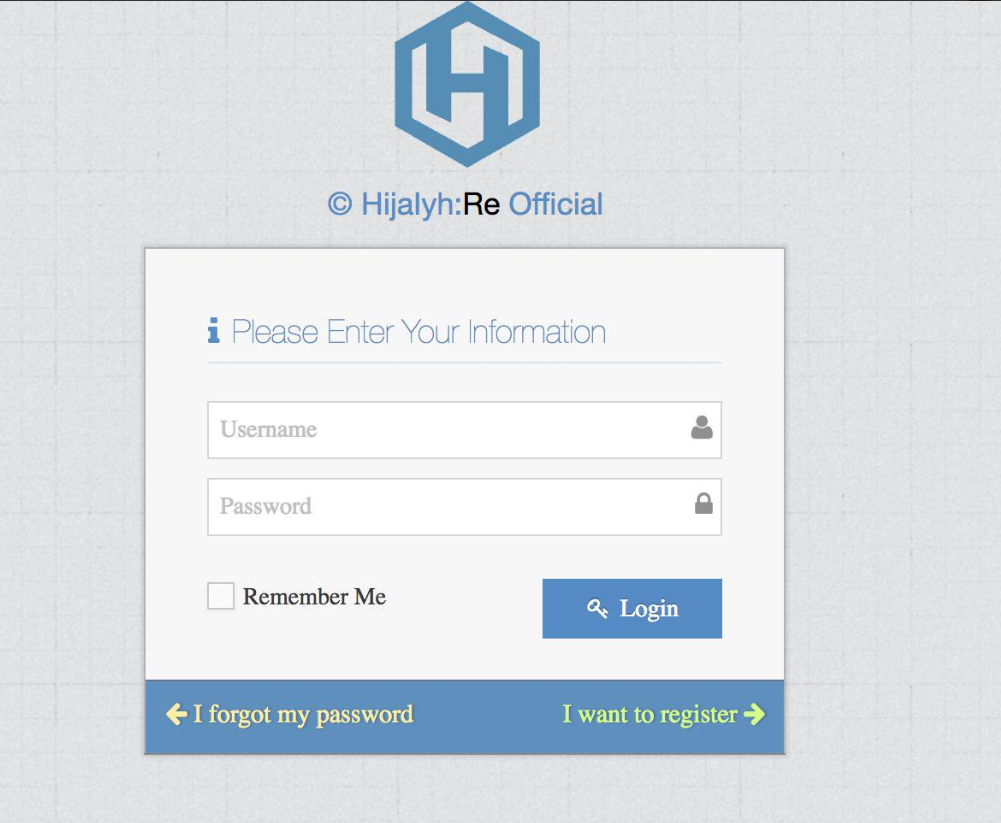 © Hijalyh:Re Official
Please Enter Your Information
Username
Password
Remember Me
Login
I forgot my password
I want to register